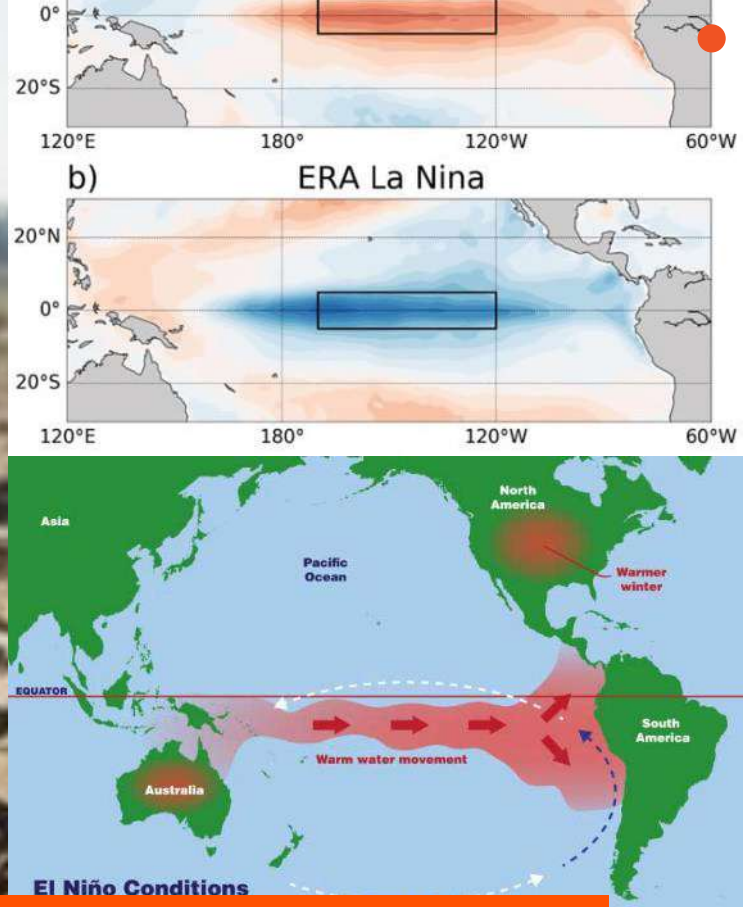 0°
20°S
120°E 180° 120°W 60°W
b) ERA La Nina
20°N
0°
20°S
120°E 180° 120°W 60°W
North
America
Asia
Pacific
Ocean
Warmer
winter
EQUATOR
South
America
Warm water movement
Australia
El Niño Conditions